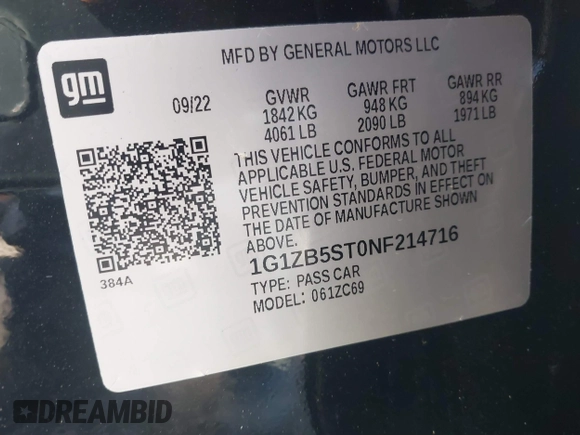 gm
MFD BY GENERAL MOTORS LLC
09/22
GVWR
1842 KG
4061 LB
GAWR FRT
948 KG
2090 LB
GAWR RR
894 KG
1971 LB
THIS VEHICLE CONFORMS TO ALL
APPLICABLE U.S. FEDERAL MOTOR
VEHICLE SAFETY, BUMPER, AND THEFT
PREVENTION STANDARDS IN EFFECT ON
THE DATE OF MANUFACTURE SHOWN
ABOVE.
1G1ZB5ST0NF214716
384A
TYPE: PASS CAR
MODEL: 061ZC69
DREAMBID